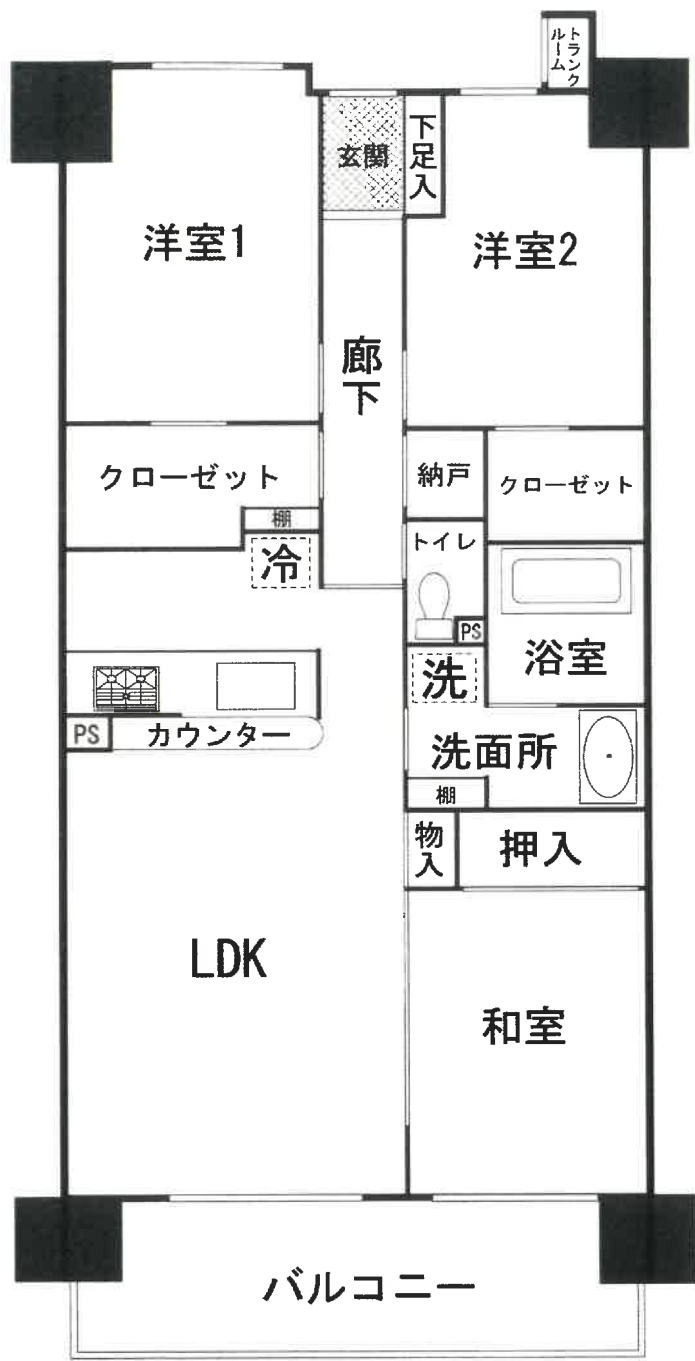 トランク
ルーム
玄関
下足入
洋室1
洋室2
廊下
クローゼット
納戸
クローゼット
棚
冷
トイレ
PS
浴室
洗
PS
カウンター
洗面所
棚
物入
押入
LDK
和室
バルコニー